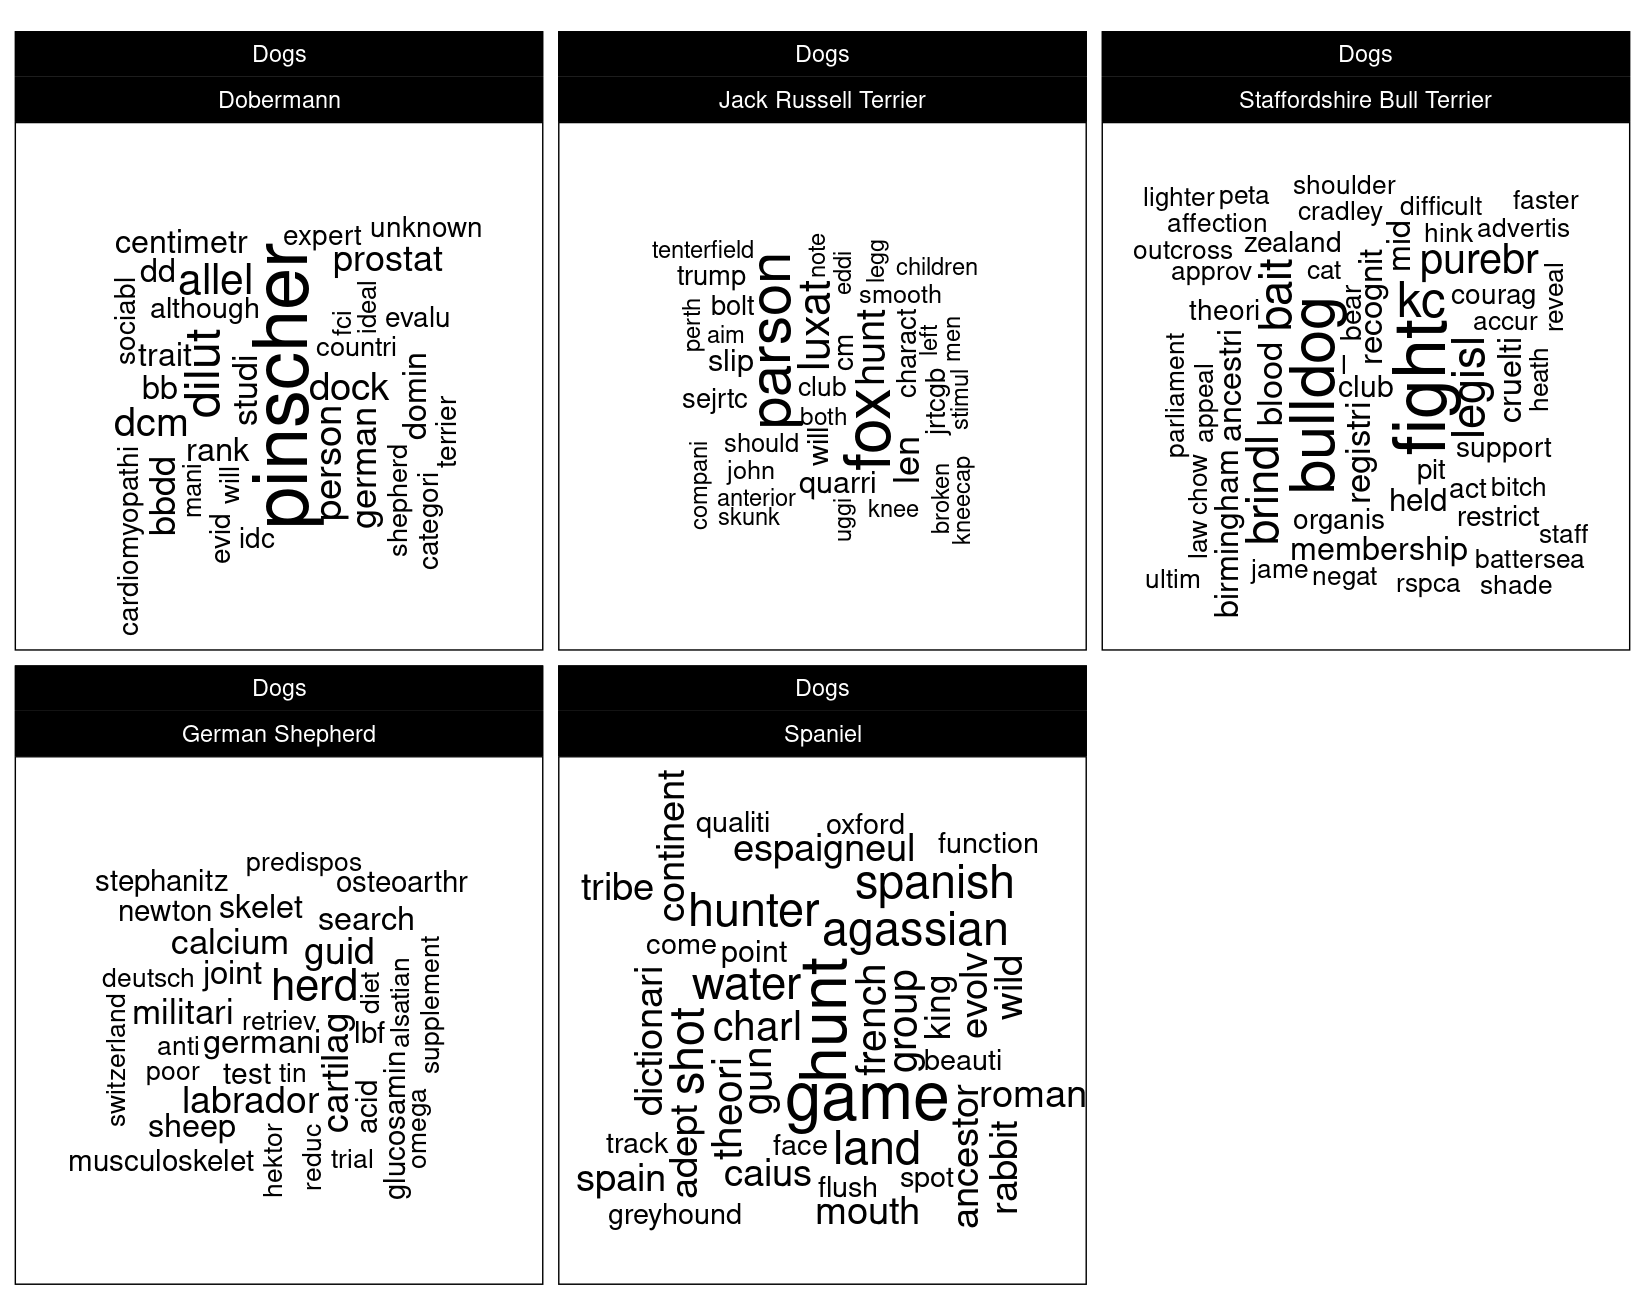 Dogs
Dobermann
expert
unknown
centimetr
prostat
dd
allel
although
sociabl
fci
ideal
evalu
trait
dilut
studi
pinscher
countri
bb
dock
domin
dcm
rank
person
german
terrier
shepherd
categori
cardiomyopathi
bbdd
mani
will
evid
idc
Dogs
Jack Russell Terrier
tenterfield
note
eddi
legg
children
trump
parson
luxat
smooth
perth
bolt
aim
cm
hunt
charact
left
men
slip
sejrtc
club
both
fox
jrtcgb
stimul
should
will
len
compani
john
quarri
anterior
skunk
uggi
knee
broken
kneecap
Dogs
Staffordshire Bull Terrier
lighter
peta
shoulder
cradley
difficult
faster
affection
mid
hink
advertis
outcross
zealand
approv
bait
cat
recognit
purebr
theori
bear
kc
courag
reveal
accur
parliament
appeal
ancestri
blood
bulldog
_
club
fight
legisl
cruelti
heath
brindl
registri
support
law
chow
birmingham
pit
held
act
bitch
organis
restrict
staff
membership
battersea
ultim
jame
negat
rspca
shade
Dogs
German Shepherd
predispos
stephanitz
osteoarthr
newton
skelet
search
calcium
guid
deutsch
joint
herd
diet
alsatian
supplement
switzerland
militari
retriev
lbf
anti
germani
cartilag
poor
test
tin
labrador
acid
glucosamin
omega
sheep
musculoskelet
hektor
reduc
trial
Dogs
Spaniel
continent
qualiti
oxford
espaigneul
function
tribe
spanish
hunter
agassian
come
point
dictionari
water
hunt
french
group
king
evolv
wild
shot
charl
theori
gun
beauti
game
roman
adept
ancestor
rabbit
track
face
land
spain
caius
flush
spot
greyhound
mouth